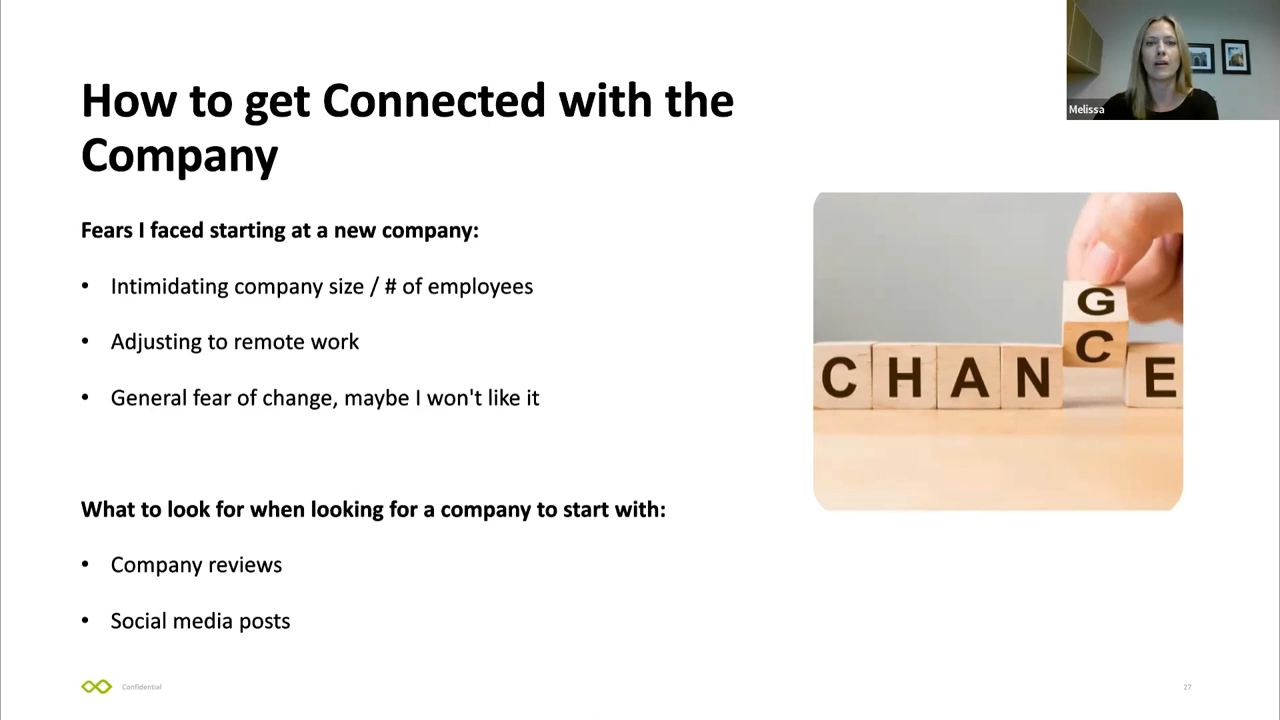 How to get Connected with the
Company
Melissa
Fears I faced starting at a new company:
• Intimidating company size / # of employees
• Adjusting to remote work
• General fear of change, maybe I won't like it
G
C
C H A N E
What to look for when looking for a company to start with:
• Company reviews
• Social media posts
Confidential
27